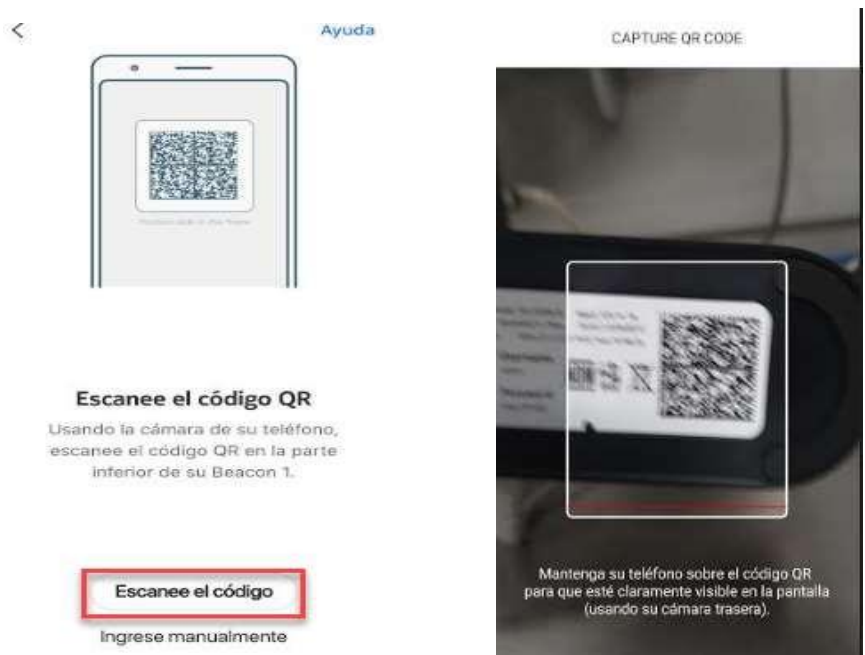 Ayuda
Escanee el código QR
Usando la cámara de su teléfono,
escanee el código QR en la parte
inferior de su Beacon 1.
Escanee el código
Ingrese manualmente
CAPTURE QR CODE
Mantenga su teléfono sobre el código QR
para que esté claramente visible en la pantalla
(usando su cámara trasera).